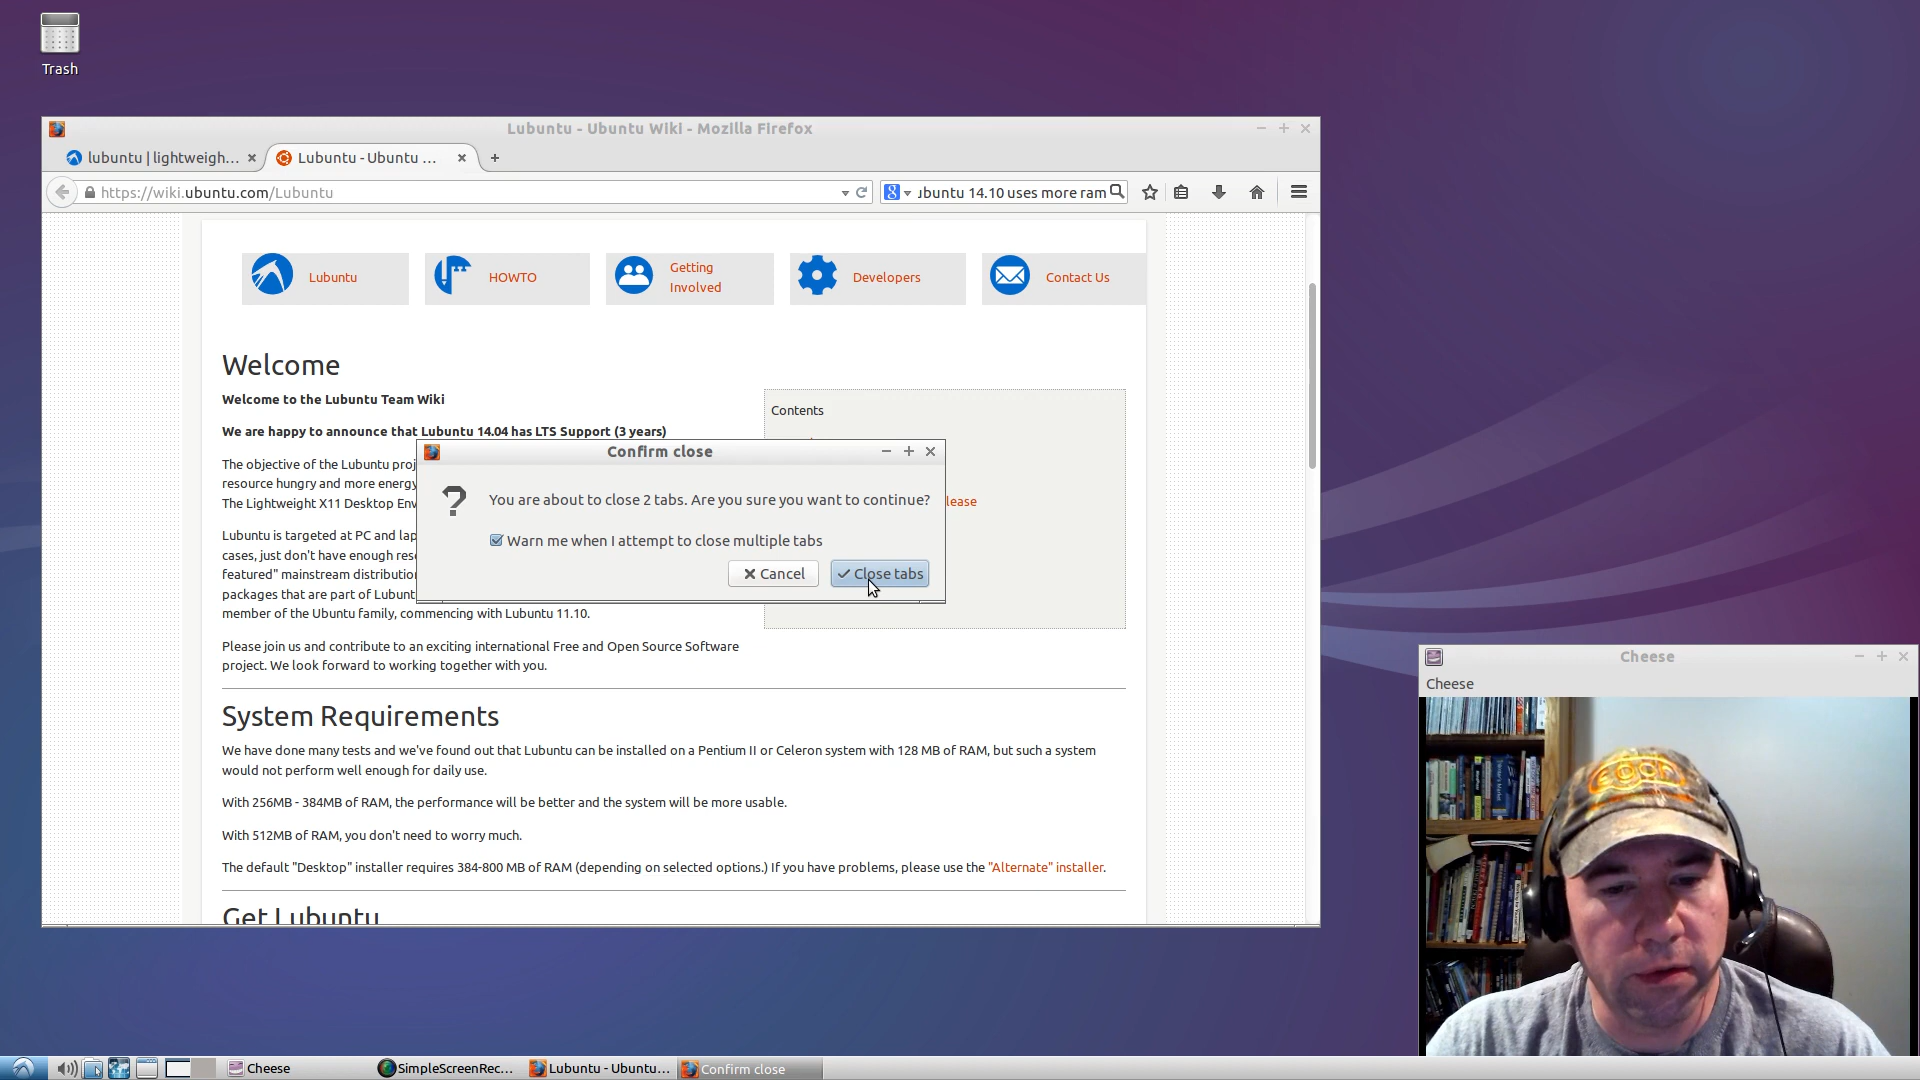 Trash
Lubuntu - Ubuntu Wiki - Mozilla Firefox
lubuntu | lightweigh...
Lubuntu - Ubuntu ...
https://wiki.ubuntu.com/Lubuntu
ubuntu 14.10 uses more ram
Lubuntu
HOWTO
Getting
Involved
Developers
Contact Us
Welcome
Welcome to the Lubuntu Team Wiki
We are happy to announce that Lubuntu 14.04 has LTS Support (3 years)
The objective of the Lubuntu proj
resource hungry and more energy
The Lightweight X11 Desktop Env
Lubuntu is targeted at PC and lap
cases, just don't have enough res
featured" mainstream distribution
packages that are part of Lubunt
member of the Ubuntu family, commencing with Lubuntu 11.10.
Please join us and contribute to an exciting international Free and Open Source Software
project. We look forward to working together with you.
Contents
lease
Confirm close
You are about to close 2 tabs. Are you sure you want to continue?
Warn me when I attempt to close multiple tabs
Cancel
Close tabs
System Requirements
We have done many tests and we've found out that Lubuntu can be installed on a Pentium II or Celeron system with 128 MB of RAM, but such a system
would not perform well enough for daily use.
With 256MB - 384MB of RAM, the performance will be better and the system will be more usable.
With 512MB of RAM, you don't need to worry much.
The default "Desktop" installer requires 384-800 MB of RAM (depending on selected options.) If you have problems, please use the "Alternate" installer.
Get Lubuntu
Cheese
Cheese
Cheese
SimpleScreenRec...
Lubuntu - Ubuntu...
Confirm close